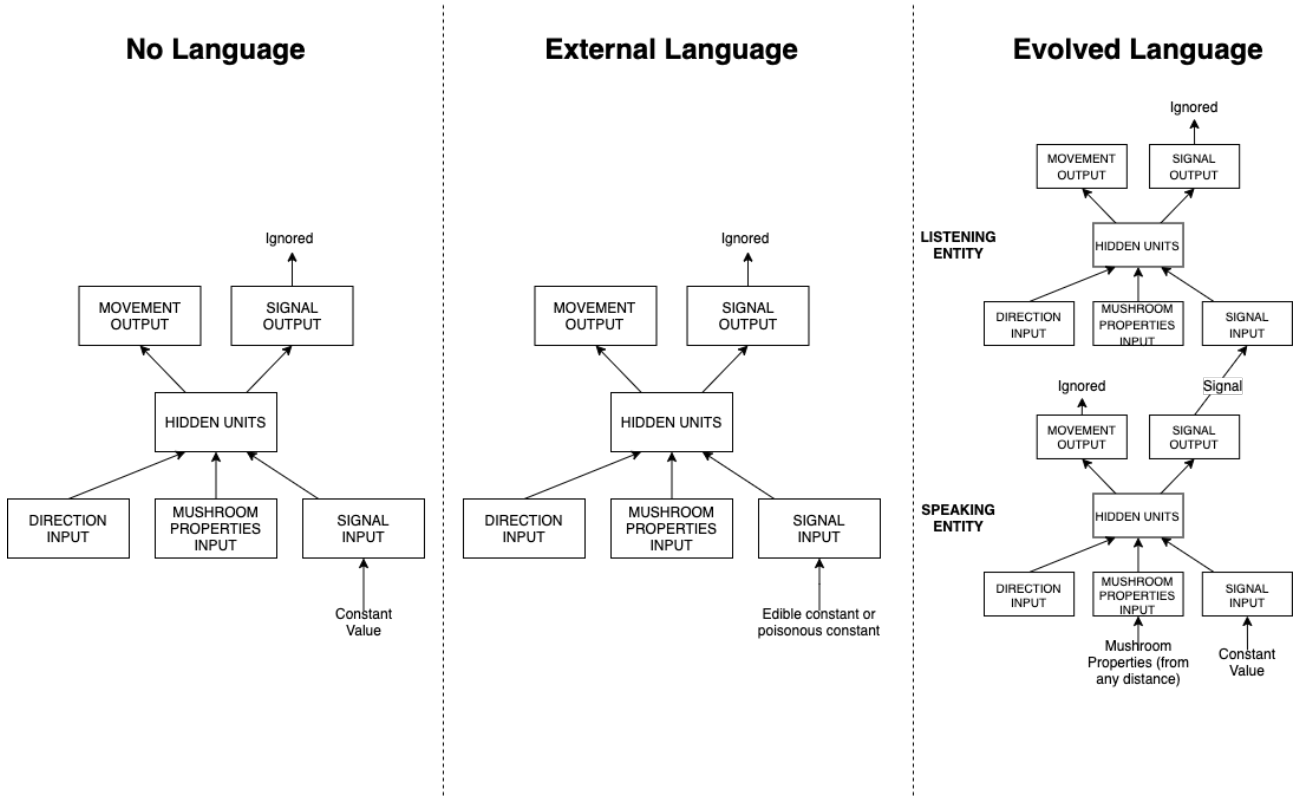 No Language
Ignored
MOVEMENT
OUTPUT
SIGNAL
OUTPUT
HIDDEN UNITS
DIRECTION
INPUT
MUSHROOM
PROPERTIES
INPUT
SIGNAL
INPUT
Constant
Value
External Language
Ignored
MOVEMENT
OUTPUT
SIGNAL
OUTPUT
HIDDEN UNITS
DIRECTION
INPUT
MUSHROOM
PROPERTIES
INPUT
SIGNAL
INPUT
Edible constant or
poisonous constant
Evolved Language
Ignored
MOVEMENT
OUTPUT
SIGNAL
OUTPUT
LISTENING
ENTITY
HIDDEN UNITS
DIRECTION
INPUT
MUSHROOM
PROPERTIES
INPUT
SIGNAL
INPUT
Signal
Ignored
MOVEMENT
OUTPUT
SIGNAL
OUTPUT
SPEAKING
ENTITY
HIDDEN UNITS
DIRECTION
INPUT
MUSHROOM
PROPERTIES
INPUT
SIGNAL
INPUT
Mushroom
Properties (from
any distance)
Constant
Value